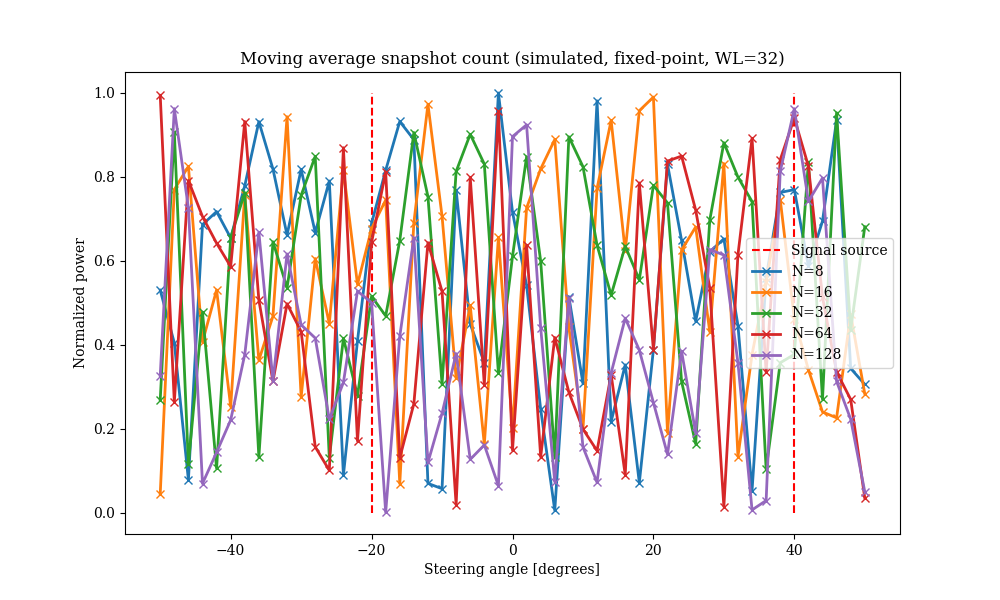 Moving average snapshot count (simulated, fixed-point, WL=32)
Normalized power
1.0
0.8
0.6
0.4
0.2
0.0
−40
−20
0
20
40
Steering angle [degrees]
Signal source
N=8
N=16
N=32
N=64
N=128